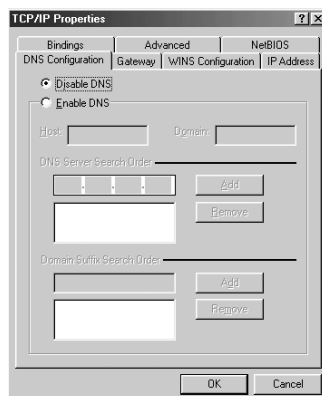 TCP/IP Properties
Bindings Advanced NetBIOS
DNS Configuration Gateway WINS Configuration IP Address
Disable DNS
Enable DNS
Host: Domain:
DNS Server Search Order
Add
Remove
Domain Suffix Search Order
Add
Remove
OK Cancel